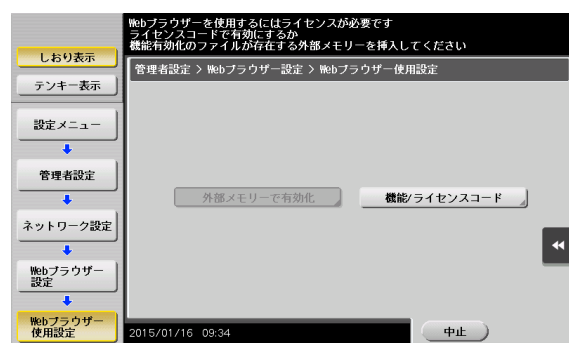 Webブラウザーを使用するにはライセンスが必要です
ライセンスコードで有効にするか
機能有効化のファイルが存在する外部メモリーを挿入してください
しおり表示
テンキー表示
設定メニュー
管理者設定
ネットワーク設定
Webブラウザー
設定
Webブラウザー
使用設定
管理者設定 > Webブラウザー設定 > Webブラウザー使用設定
外部メモリーで有効化
機能/ライセンスコード
2015/01/16 09:34
中止